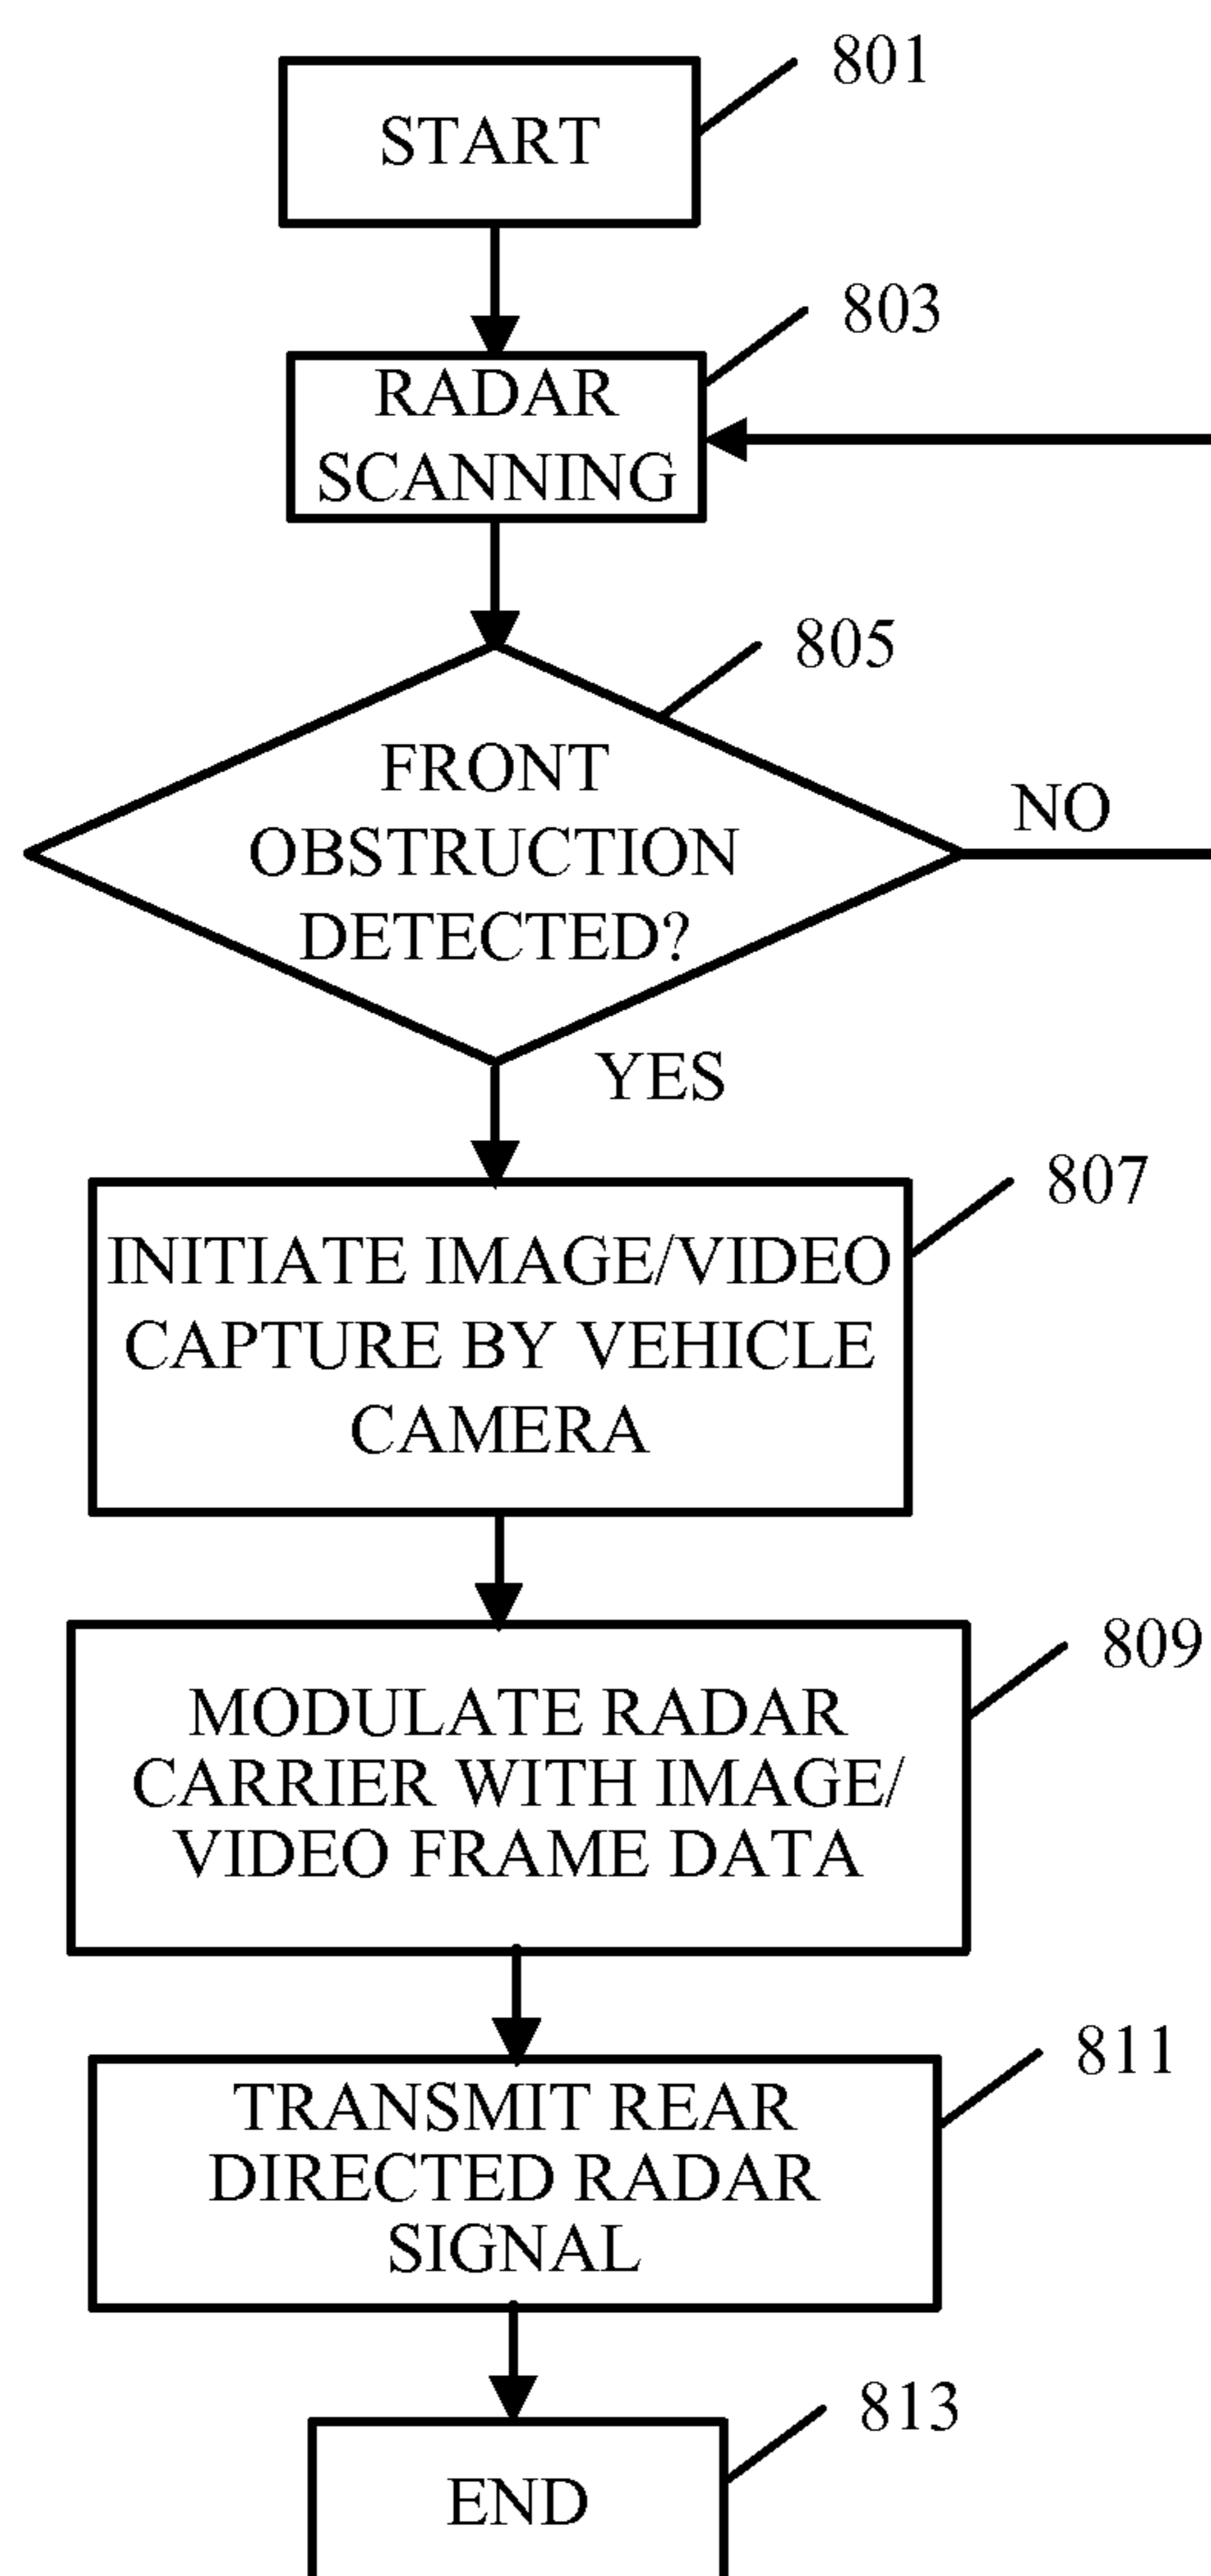 801
START
803
RADAR
SCANNING
805
FRONT
OBSTRUCTION
DETECTED?
NO
YES
807
INITIATE IMAGE/VIDEO
CAPTURE BY VEHICLE
CAMERA
809
MODULATE RADAR
CARRIER WITH IMAGE/
VIDEO FRAME DATA
811
TRANSMIT REAR
DIRECTED RADAR
SIGNAL
813
END